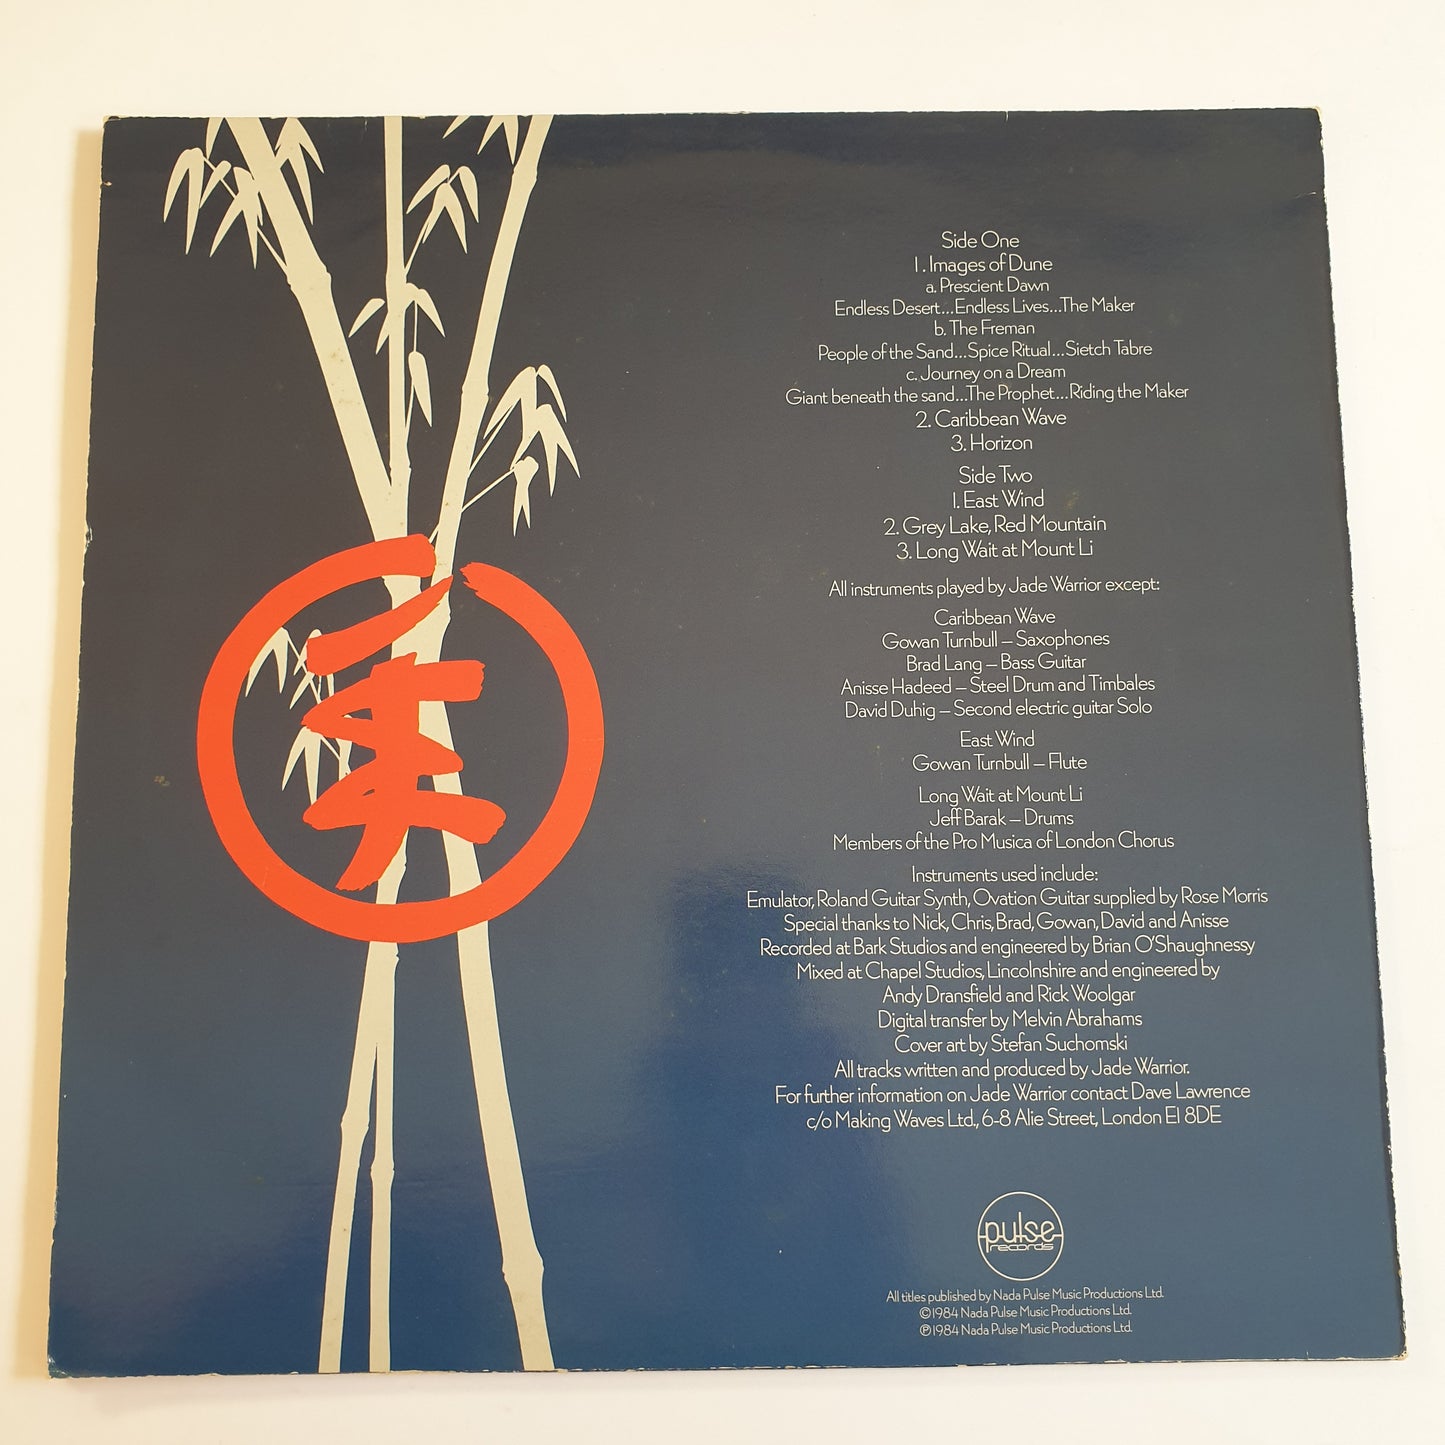 Side One
1. Images of Dune
a. Prescient Dawn
Endless Desert...Endless Lives...The Maker
b. The Freman
People of the Sand...Spice Ritual...Sietch Tabre
c. Journey on a Dream
Giant beneath the sand...The Prophet...Riding the Maker
2. Caribbean Wave
3. Horizon
Side Two
1. East Wind
2. Grey Lake, Red Mountain
3. Long Wait at Mount Li
All instruments played by Jade Warrior except:
Caribbean Wave
Gowan Turnbull – Saxophones
Brad Lang – Bass Guitar
Anisse Hadeed – Steel Drum and Timbales
David Duhig – Second electric guitar Solo
East Wind
Gowan Turnbull – Flute
Long Wait at Mount Li
Jeff Barak – Drums
Members of the Pro Musica of London Chorus
Instruments used include:
Emulator, Roland Guitar Synth, Ovation Guitar supplied by Rose Morris
Special thanks to Nick, Chris, Brad, Gowan, David and Anisse
Recorded at Bark Studios and engineered by Brian O'Shaughnessy
Mixed at Chapel Studios, Lincolnshire and engineered by
Andy Dransfield and Rick Woolgar
Digital transfer by Melvin Abrahams
Cover art by Stefan Suchomski
All tracks written and produced by Jade Warrior.
For further information on Jade Warrior contact Dave Lawrence
c/o Making Waves Ltd., 6-8 Alie Street, London E1 8DE
pulse
records
All titles published by Nada Pulse Music Productions Ltd.
©1984 Nada Pulse Music Productions Ltd.
℗1984 Nada Pulse Music Productions Ltd.